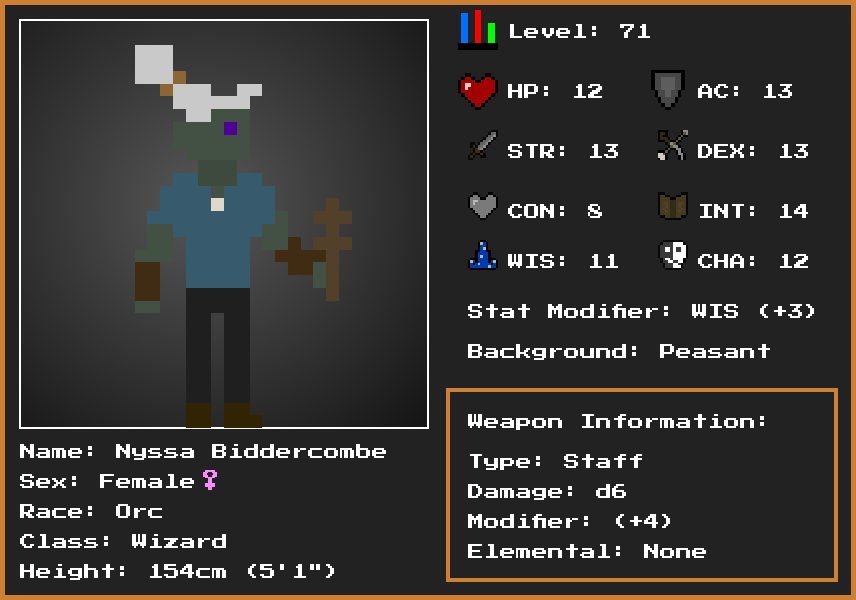 Level: 71
HP: 12
AC: 13
STR: 13
DEX: 13
CON: 8
INT: 14
WIS: 11
CHA: 12
Stat Modifier: WIS (+3)
Background: Peasant
Weapon Information:
Type: Staff
Damage: d6
Modifier: (+4)
Elemental: None
Name: Nyssa Biddercombe
Sex: Female♀
Race: Orc
Class: Wizard
Height: 154cm (5'1")